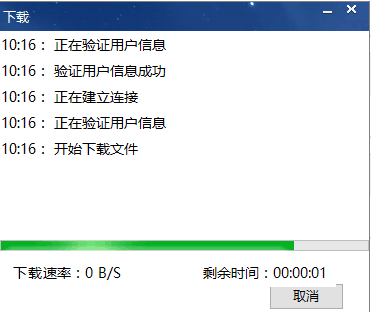 下载
10:16： 正在验证用户信息
10:16： 验证用户信息成功
10:16： 正在建立连接
10:16： 正在验证用户信息
10:16： 开始下载文件
下载速率：0 B/S 剩余时间：00:00:01
取消